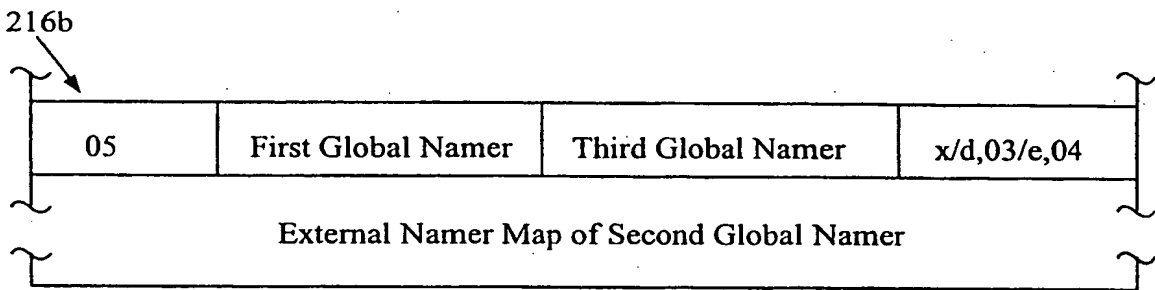 216b
05 First Global Namer Third Global Namer x/d,03/e,04
External Namer Map of Second Global Namer